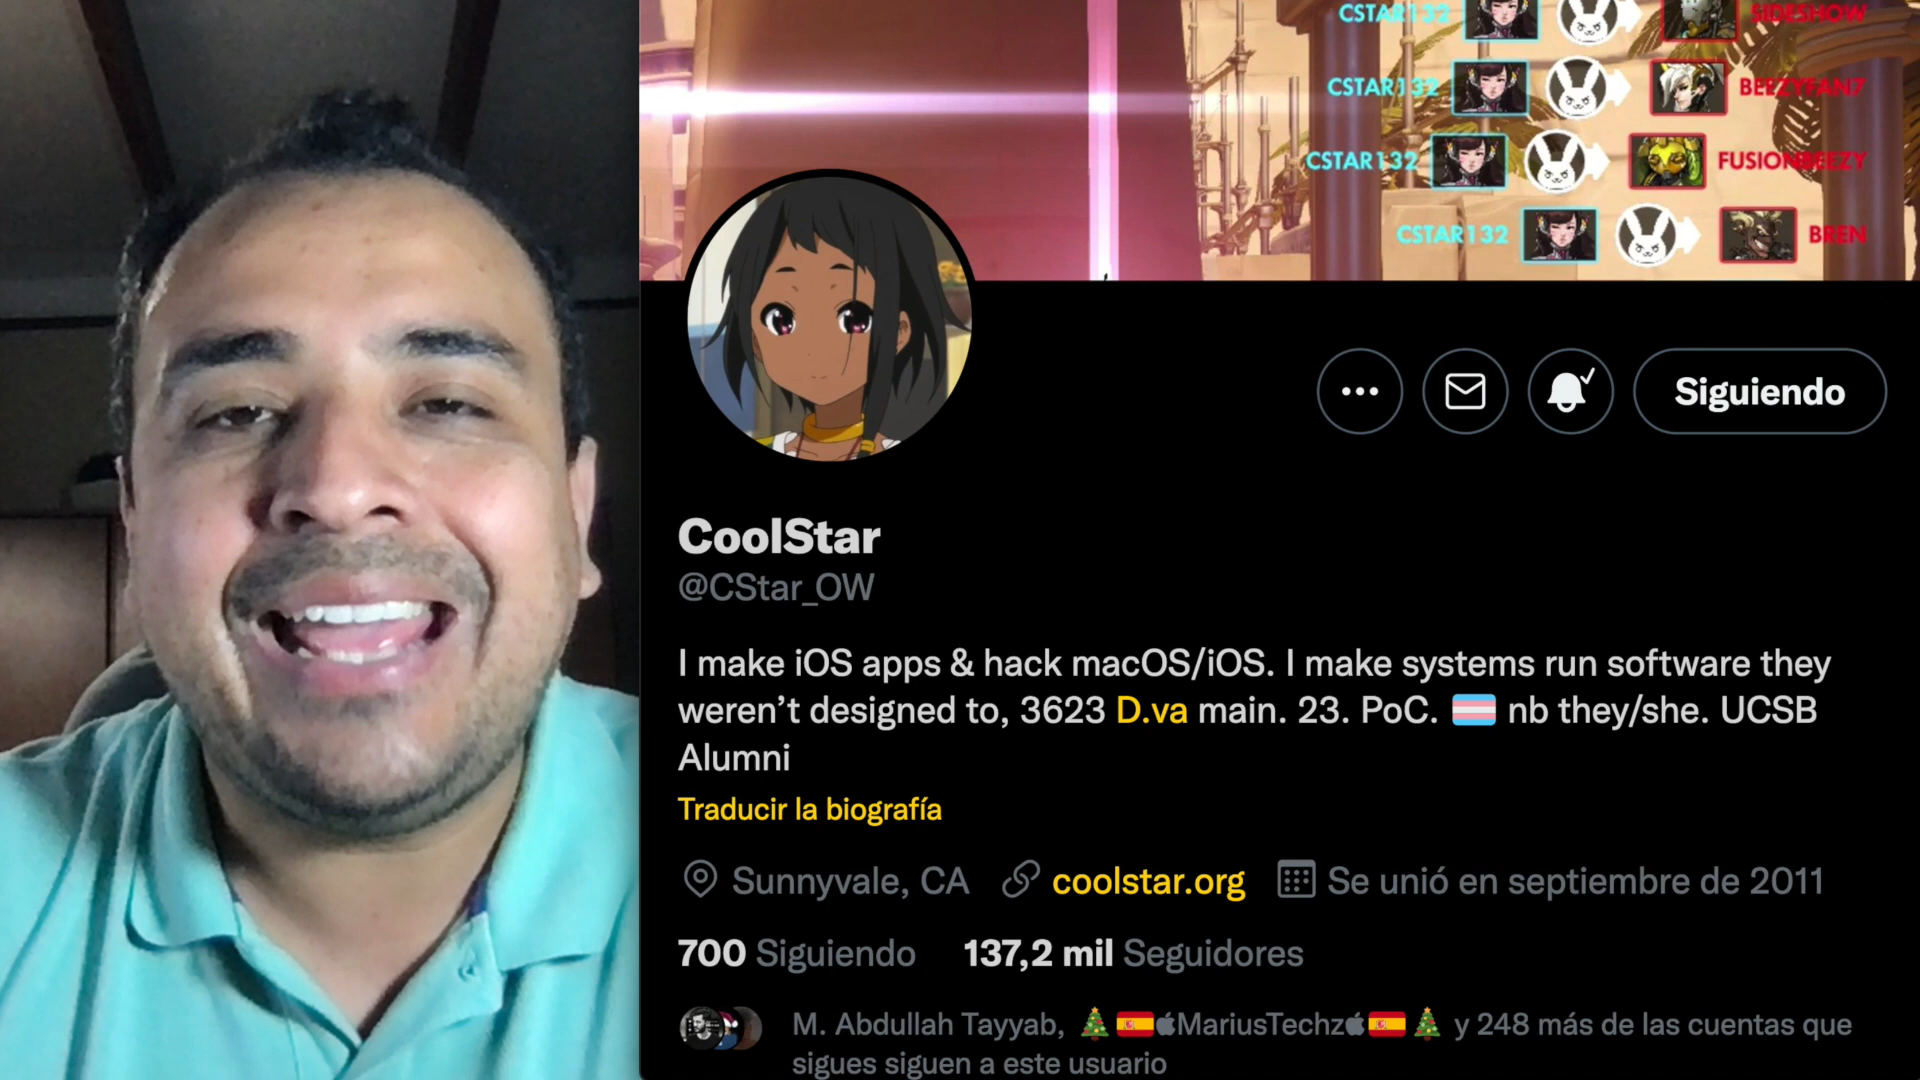 CSTAR132 SIDESHOW
CSTAR132 BEEZYFAN7
CSTAR132 FUSIONBEEZY
CSTAR132 BREN
Siguiendo
CoolStar
@CStar_OW
I make iOS apps & hack macOS/iOS. I make systems run software they
weren’t designed to, 3623 D.va main. 23. PoC. nb they/she. UCSB
Alumni
Traducir la biografía
Sunnyvale, CA coolstar.org Se unió en septiembre de 2011
700 Siguiendo 137,2 mil Seguidores
M. Abdullah Tayyab, MariusTechz y 248 más de las cuentas que
sigues siguen a este usuario